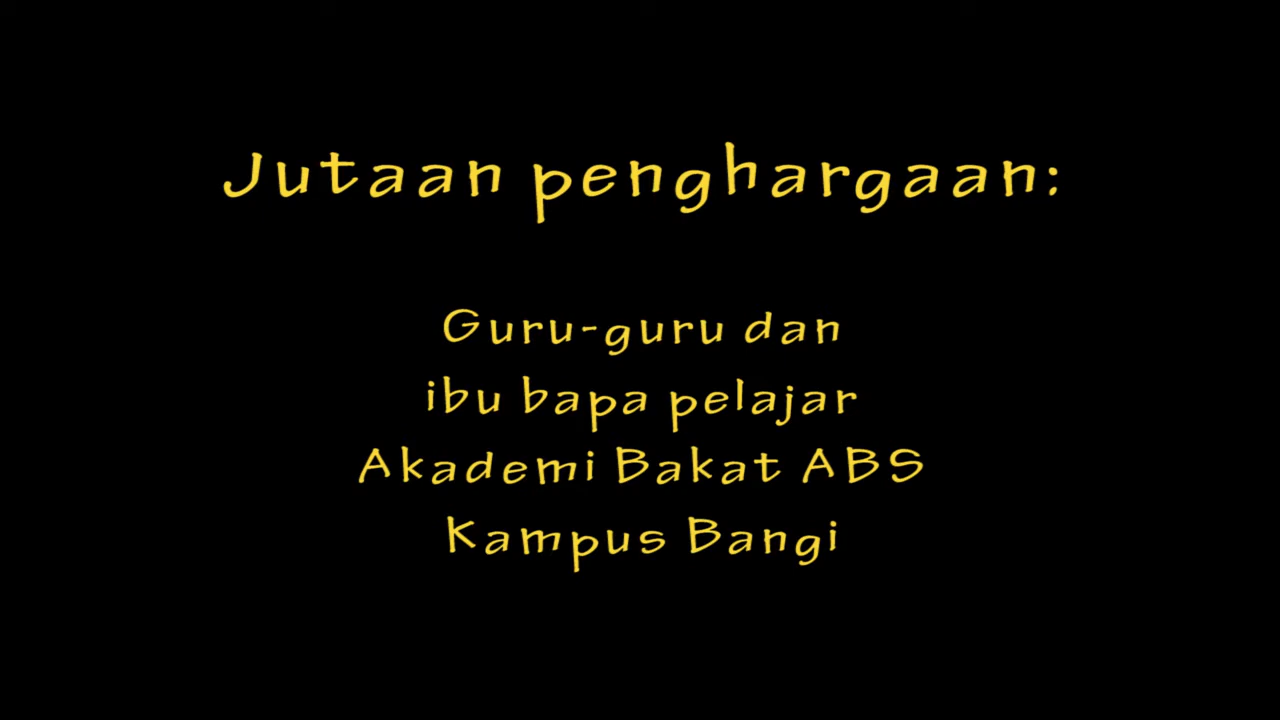 Jutaan penghargaan:
Guru-guru dan
ibu bapa pelajar
Akademi Bakat ABS
Kampus Bangi